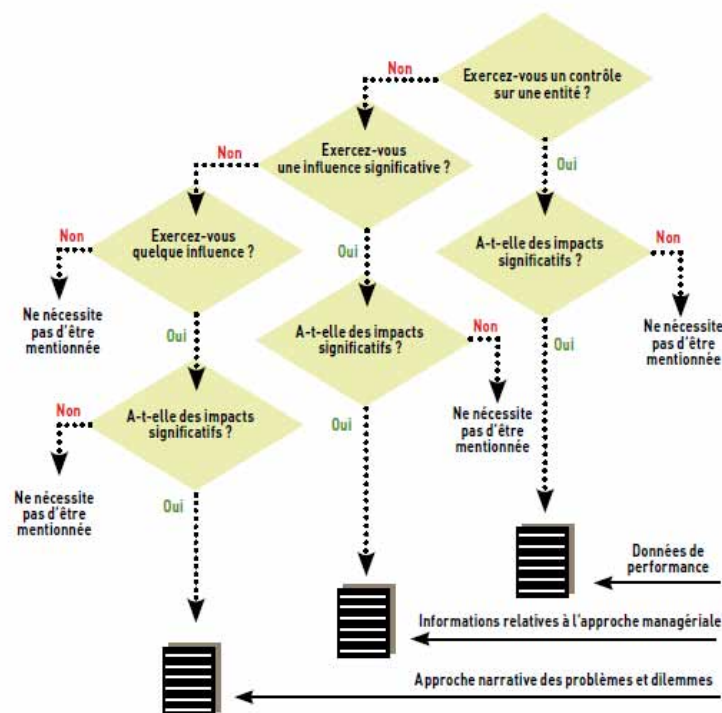 Exercez-vous un contrôle
sur une entité ?
Non
Oui
Exercez-vous
une influence significative ?
Non
Oui
A-t-elle des impacts
significatifs ?
Non
Oui
Ne nécessite
pas d'être
mentionnée
Exercez-vous
quelque influence ?
Non
Oui
Ne nécessite
pas d'être
mentionnée
A-t-elle des impacts
significatifs ?
Non
Oui
Ne nécessite
pas d'être
mentionnée
A-t-elle des impacts
significatifs ?
Non
Oui
Ne nécessite
pas d'être
mentionnée
Données de
performance
Informations relatives à l'approche managériale
Approche narrative des problèmes et dilemmes